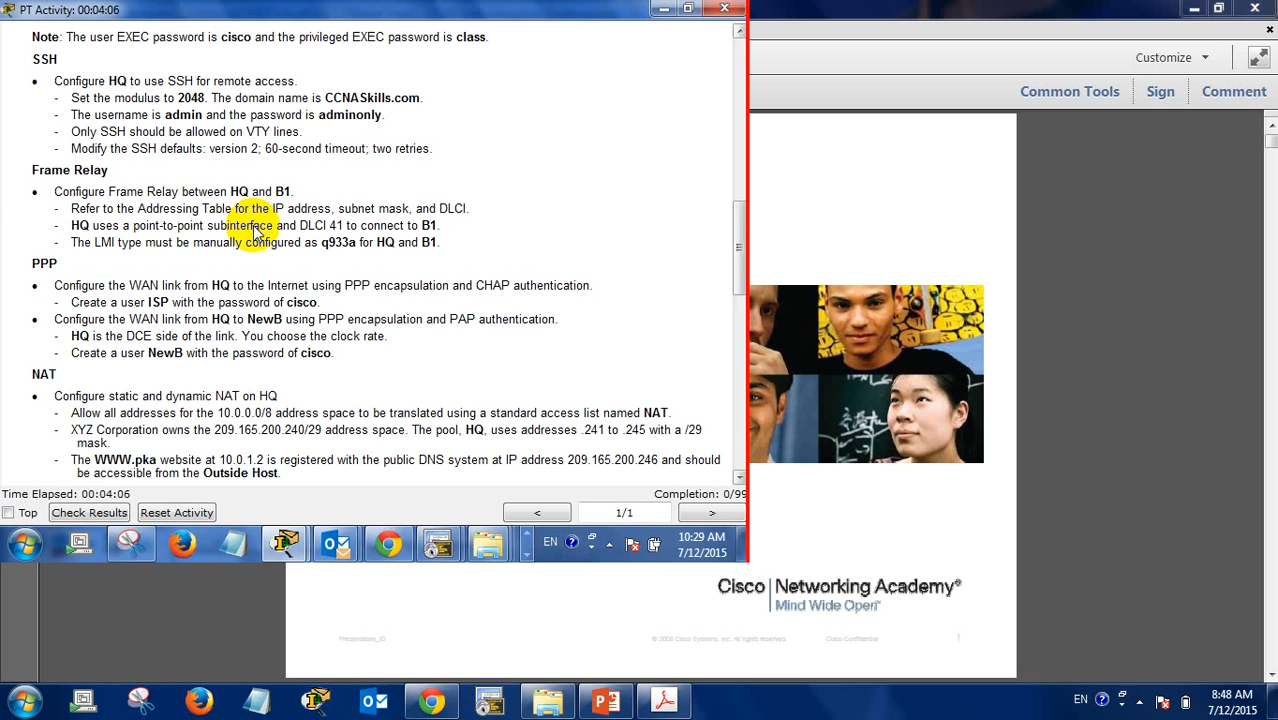 PT Activity: 00:04:06
Note: The user EXEC password is cisco and the privileged EXEC password is class.
SSH
• Configure HQ to use SSH for remote access.
- Set the modulus to 2048. The domain name is CCNASkills.com.
- The username is admin and the password is adminonly.
- Only SSH should be allowed on VTY lines.
- Modify the SSH defaults: version 2; 60-second timeout; two retries.
Frame Relay
• Configure Frame Relay between HQ and B1.
- Refer to the Addressing Table for the IP address, subnet mask, and DLCI.
- HQ uses a point-to-point subinterface and DLCI 41 to connect to B1.
- The LMI type must be manually configured as q933a for HQ and B1.
PPP
• Configure the WAN link from HQ to the Internet using PPP encapsulation and CHAP authentication.
- Create a user ISP with the password of cisco.
• Configure the WAN link from HQ to NewB using PPP encapsulation and PAP authentication.
- HQ is the DCE side of the link. You choose the clock rate.
- Create a user NewB with the password of cisco.
NAT
• Configure static and dynamic NAT on HQ
- Allow all addresses for the 10.0.0.0/8 address space to be translated using a standard access list named NAT.
- XYZ Corporation owns the 209.165.200.240/29 address space. The pool, HQ, uses addresses .241 to .245 with a /29
mask.
- The WWW.pka website at 10.0.1.2 is registered with the public DNS system at IP address 209.165.200.246 and should
be accessible from the Outside Host.
Time Elapsed: 00:04:06 Completion: 0/99
Top Check Results Reset Activity < 1/1 >
EN 10:29 AM
7/12/2015
Customize
Common Tools Sign Comment
Cisco Networking Academy®
Mind Wide Open™
Presentation_ID © 2008 Cisco Systems, Inc. All rights reserved. Cisco Confidential 1
EN 8:48 AM
7/12/2015